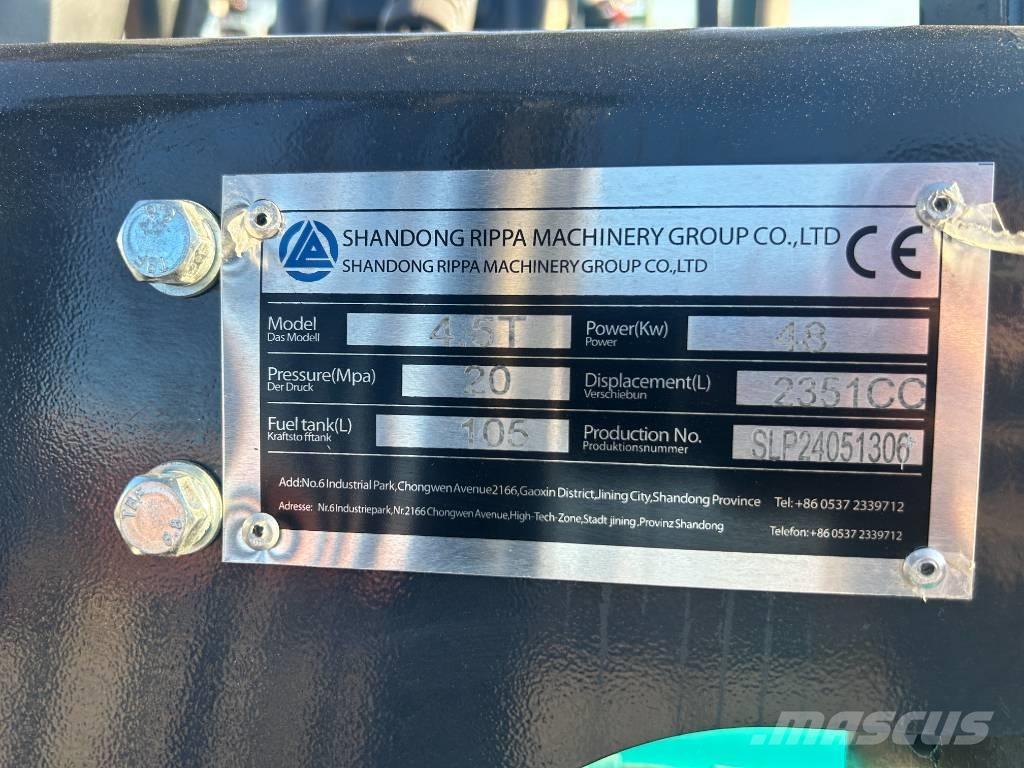 SHANDONG RIPPA MACHINERY GROUP CO.,LTD
SHANDONG RIPPA MACHINERY GROUP CO.,LTD
CE
Model 4.5T Power(Kw) 48
Das Modell Power
Pressure(Mpa) 20 Displacement(L) 2351CC
Der Druck Verschiebun
Fuel tank(L) 105 Production No. SLP24051306
Kraftstofftank Produktionsnummer
Add:No.6 Industrial Park,Chongwen Avenue2166,Gaoxin District,Jining City,Shandong Province Tel:+86 0537 2339712
Adresse: Nr.6 Industriepark,Nr.2166 Chongwen Avenue,High-Tech-Zone,Stadt jining ,Provinz Shandong Telefon:+86 0537 2339712
mascus